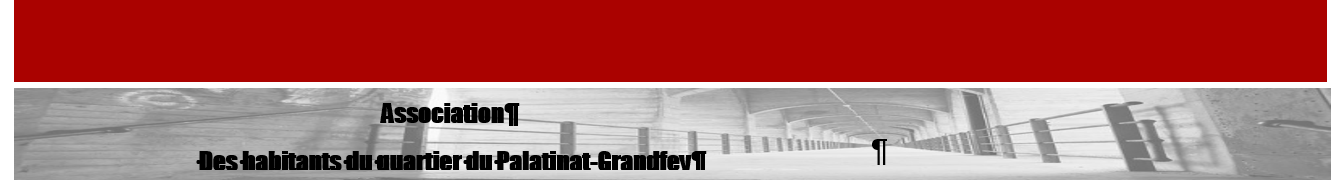 Association¶
Des habitants du quartier du Palatinat-Grandfey¶
¶